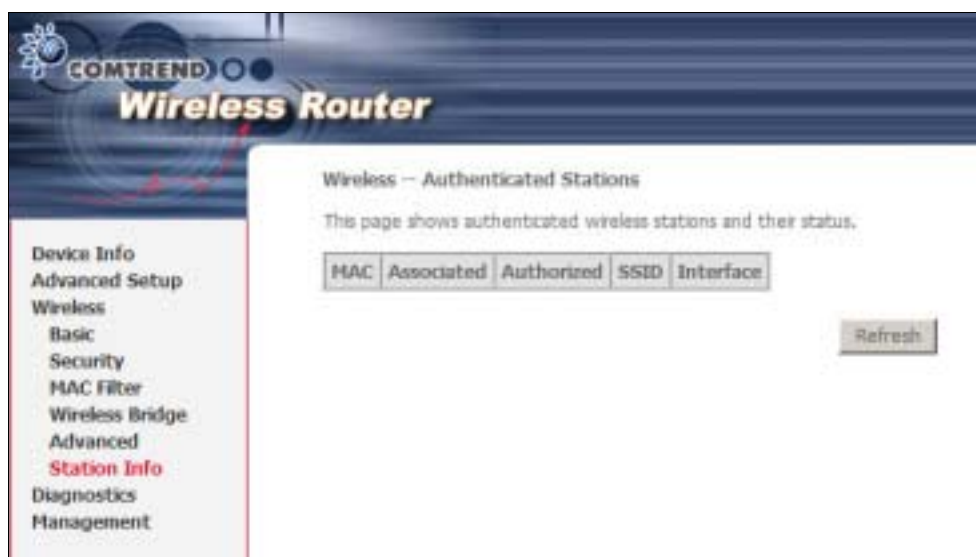 COMTREND
Wireless Router
Wireless -- Authenticated Stations
This page shows authenticated wireless stations and their status.
MAC Associated Authorized SSID Interface
Refresh
Device Info
Advanced Setup
Wireless
Basic
Security
MAC Filter
Wireless Bridge
Advanced
Station Info
Diagnostics
Management